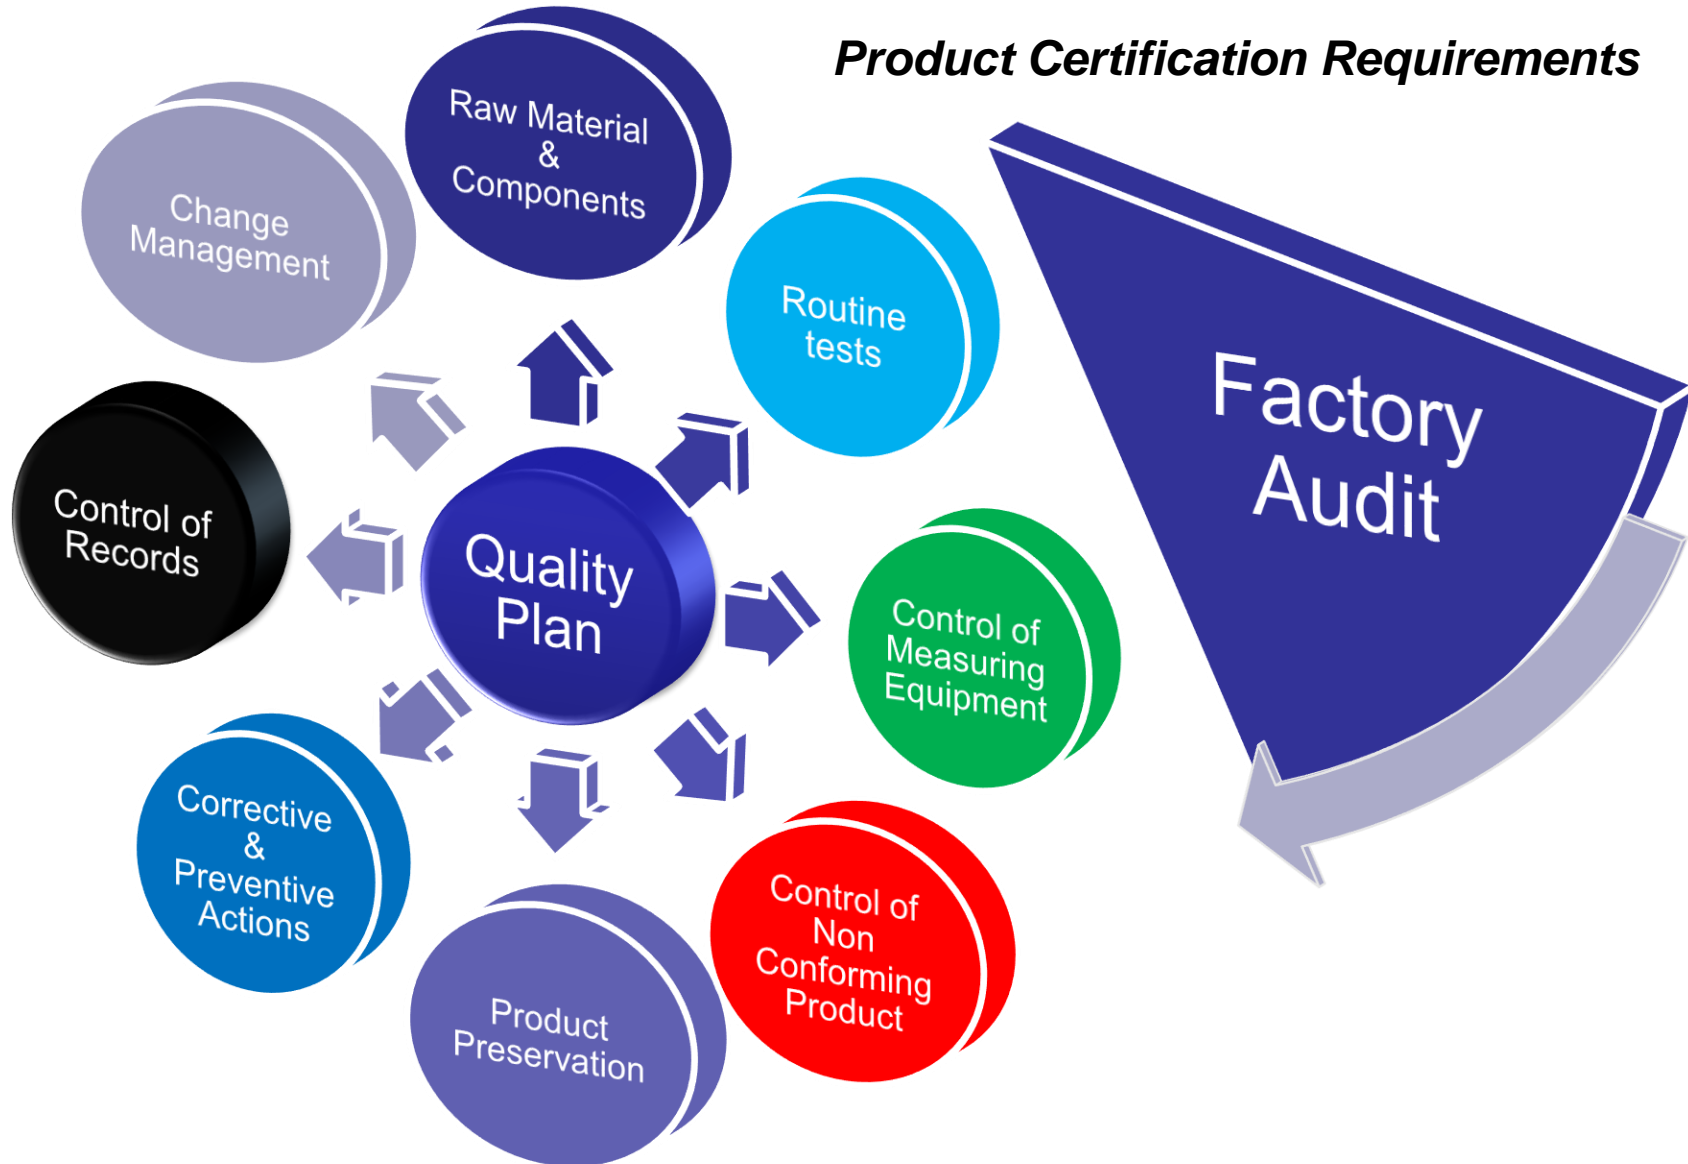 Product Certification Requirements
Raw Material
&
Components
Change
Management
Routine
tests
Factory
Audit
Control of
Records
Quality
Plan
Control of
Measuring
Equipment
Corrective
&
Preventive
Actions
Control of
Non
Conforming
Product
Product
Preservation